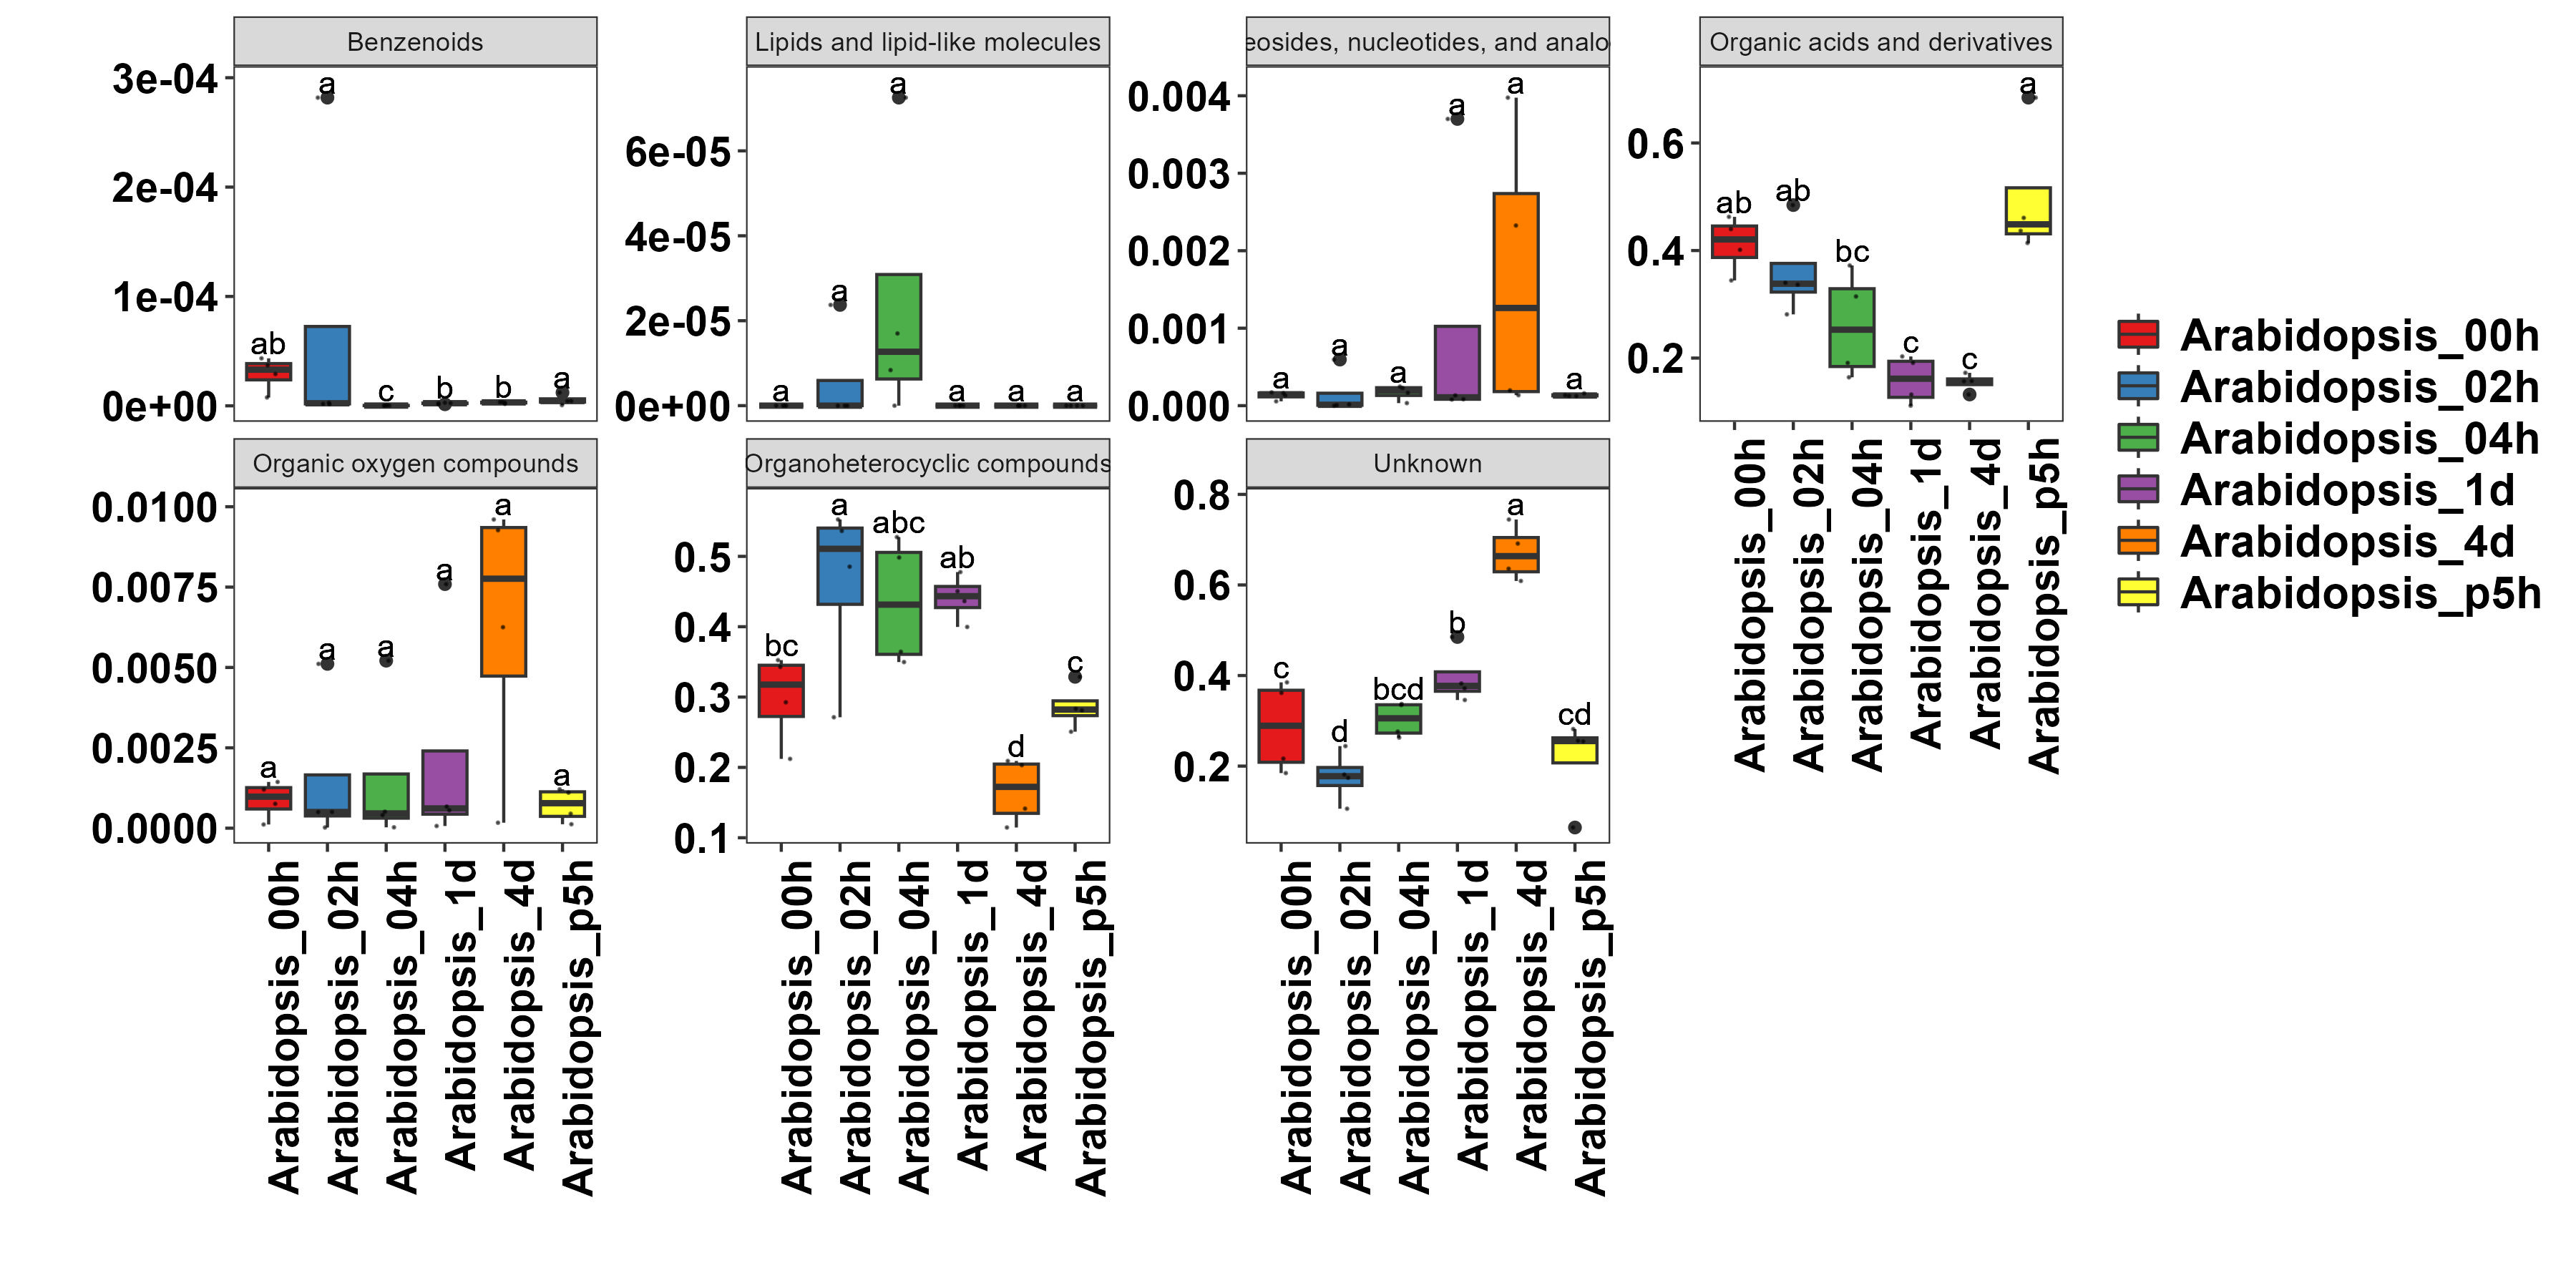 Benzenoids
Lipids and lipid-like molecules
eosides, nucleotides, and analo
Organic acids and derivatives
3e-04
2e-04
1e-04
0e+00
ab
a
c
b
b
a
6e-05
4e-05
2e-05
0e+00
a
a
a
a
a
a
0.004
0.003
0.002
0.001
0.000
a
a
a
a
a
a
0.6
0.4
0.2
ab
ab
bc
c
c
a
Arabidopsis_00h
Arabidopsis_02h
Arabidopsis_04h
Arabidopsis_1d
Arabidopsis_4d
Arabidopsis_p5h
Organic oxygen compounds
Organoheterocyclic compounds
Unknown
0.0100
0.0075
0.0050
0.0025
0.0000
a
a
a
a
a
a
Arabidopsis_00h
Arabidopsis_02h
Arabidopsis_04h
Arabidopsis_1d
Arabidopsis_4d
Arabidopsis_p5h
0.5
0.4
0.3
0.2
0.1
bc
a
abc
ab
d
c
Arabidopsis_00h
Arabidopsis_02h
Arabidopsis_04h
Arabidopsis_1d
Arabidopsis_4d
Arabidopsis_p5h
0.8
0.6
0.4
0.2
c
d
bcd
b
a
cd
Arabidopsis_00h
Arabidopsis_02h
Arabidopsis_04h
Arabidopsis_1d
Arabidopsis_4d
Arabidopsis_p5h
Arabidopsis_00h
Arabidopsis_02h
Arabidopsis_04h
Arabidopsis_1d
Arabidopsis_4d
Arabidopsis_p5h